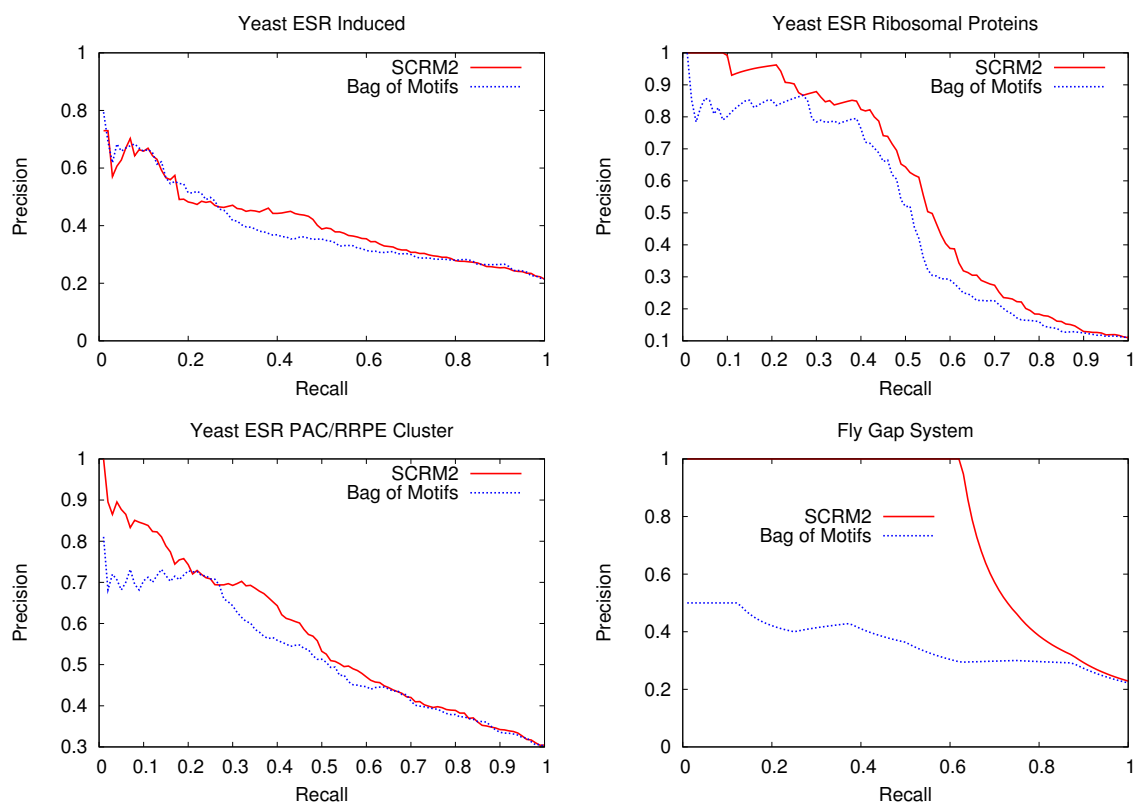 Yeast ESR Induced
1
0.8
0.6
0.4
0.2
0
0 0.2 0.4 0.6 0.8 1
Precision
Recall
SCRM2
Bag of Motifs
Yeast ESR Ribosomal Proteins
1
0.9
0.8
0.7
0.6
0.5
0.4
0.3
0.2
0.1
0 0.1 0.2 0.3 0.4 0.5 0.6 0.7 0.8 0.9 1
Precision
Recall
SCRM2
Bag of Motifs
Yeast ESR PAC/RRPE Cluster
1
0.9
0.8
0.7
0.6
0.5
0.4
0.3
0 0.1 0.2 0.3 0.4 0.5 0.6 0.7 0.8 0.9 1
Precision
Recall
SCRM2
Bag of Motifs
Fly Gap System
1
0.8
0.6
0.4
0.2
0
0 0.2 0.4 0.6 0.8 1
Precision
Recall
SCRM2
Bag of Motifs